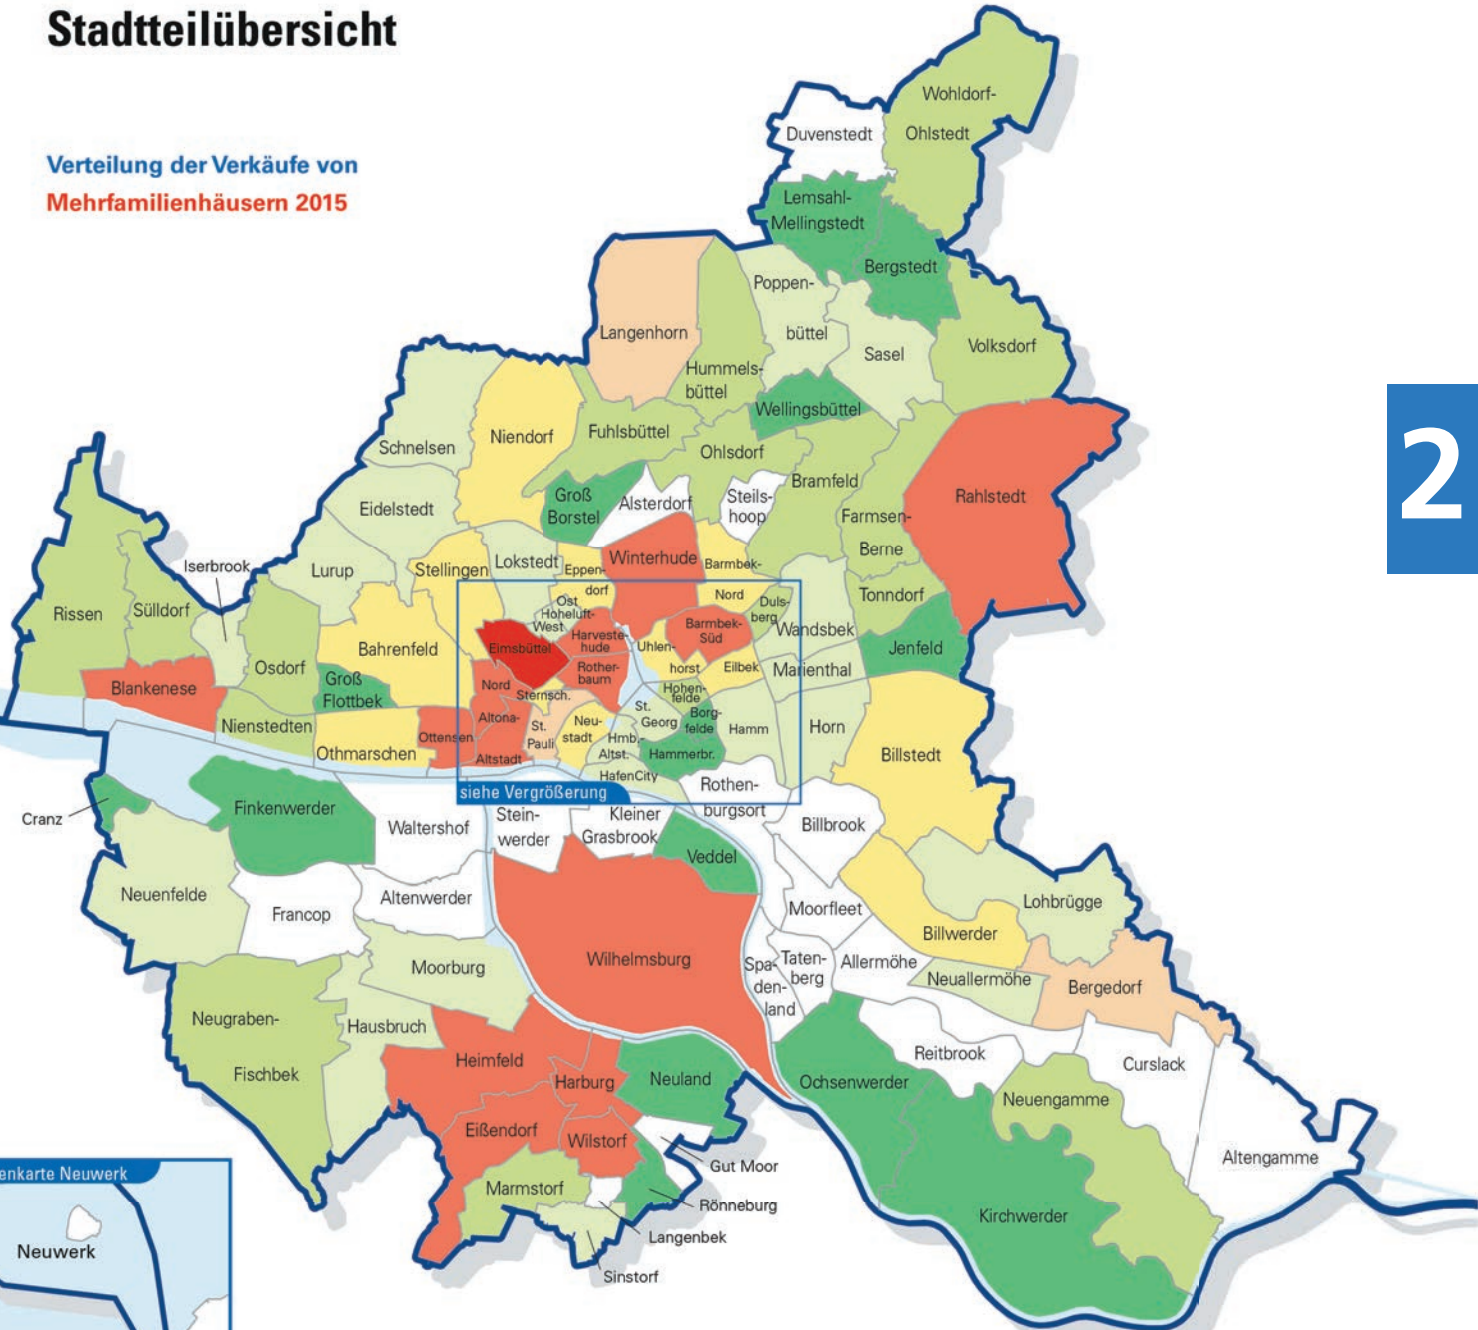 Stadtteilübersicht
Verteilung der Verkäufe von
Mehrfamilienhäusern 2015
2
Wohldorf-
Ohlstedt
Duvenstedt
Lemsahl-
Mellingstedt
Bergstedt
Poppen-
büttel
Langenhorn
Sasel
Volksdorf
Hummels-
büttel
Wellingsbüttel
Schnelsen
Niendorf
Fuhlsbüttel
Ohlsdorf
Bramfeld
Rahlstedt
Groß
Borstel
Alsterdorf
Steils-
hoop
Farmsen-
Berne
Eidelstedt
Lokstedt
Winterhude
Barmbek-
Nord
Iserbrook
Lurup
Stellingen
Eppen-
dorf
Rissen
Sülldorf
Ost
Hoheluft-
West
Duls-
berg
Tonndorf
Wandsbek
Barmbek-
Süd
Harveste-
hude
Uhlen-
horst
Eimsbüttel
Bahrenfeld
Osdorf
Jenfeld
Marienthal
Eilbek
Rother-
baum
Blankenese
Groß
Flottbek
Nord
Altona-
Altstadt
Sternsch.
Hohen-
felde
St.
Georg
Borg-
felde
Nienstedten
Othmarschen
Ottensen
St.
Pauli
Neu-
stadt
Hmb.-
Altst.
Hammerbr.
Hamm
Horn
Billstedt
HafenCity
siehe Vergrößerung
Rothen-
burgsort
Cranz
Finkenwerder
Waltershof
Stein-
werder
Kleiner
Grasbrook
Billbrook
Veddel
Neuenfelde
Francop
Altenwerder
Moorfleet
Lohbrügge
Billwerder
Moorburg
Wilhelmsburg
Spa-
den-
land
Taten-
berg
Allermöhe
Neuallermöhe
Bergedorf
Neugraben-
Fischbek
Hausbruch
Heimfeld
Harburg
Neuland
Ochsenwerder
Reitbrook
Curslack
Neuengamme
Eißendorf
Wilstorf
Gut Moor
Altengamme
Marmstorf
Rönneburg
Kirchwerder
Langenbek
Sinstorf
enkarte Neuwerk
Neuwerk